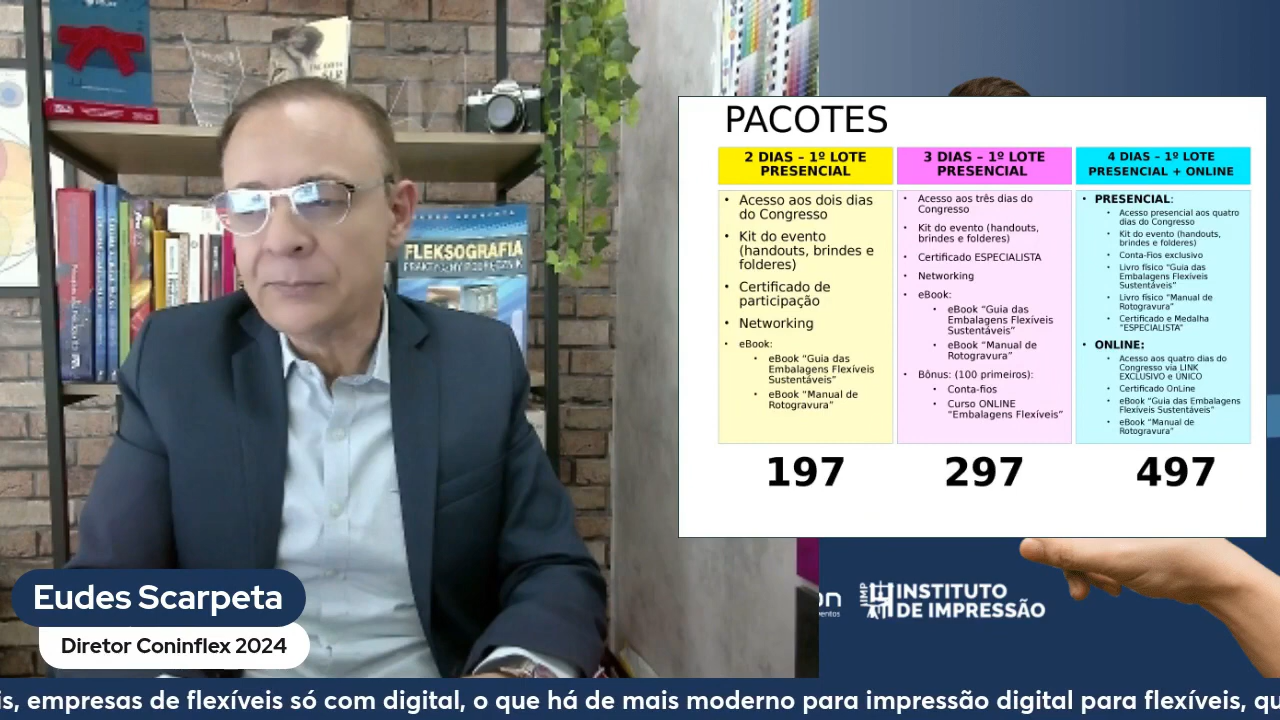 FLEKSOGRAFIA
PRAKTYCZNY PODRĘCZNIK
PACOTES
2 DIAS – 1º LOTE
PRESENCIAL
• Acesso aos dois dias
do Congresso
• Kit do evento
(handouts, brindes e
folderes)
• Certificado de
participação
• Networking
• eBook:
• eBook “Guia das
Embalagens Flexíveis
Sustentáveis”
• eBook “Manual de
Rotogravura”
197
3 DIAS – 1º LOTE
PRESENCIAL
• Acesso aos três dias do
Congresso
• Kit do evento (handouts,
brindes e folderes)
• Certificado ESPECIALISTA
• Networking
• eBook:
• eBook “Guia das
Embalagens Flexíveis
Sustentáveis”
• eBook “Manual de
Rotogravura”
• Bônus: (100 primeiros):
• Conta-fios
• Curso ONLINE
“Embalagens Flexíveis”
297
4 DIAS – 1º LOTE
PRESENCIAL + ONLINE
• PRESENCIAL:
• Acesso presencial aos quatro
dias do Congresso
• Kit do evento (handouts,
brindes e folderes)
• Conta-Fios exclusivo
• Livro físico “Guia das
Embalagens Flexíveis
Sustentáveis”
• Livro físico “Manual de
Rotogravura”
• Certificado e Medalha
“ESPECIALISTA”
• ONLINE:
• Acesso aos quatro dias do
Congresso via LINK
EXCLUSIVO e ÚNICO
• Certificado OnLine
• eBook “Guia das Embalagens
Flexíveis Sustentáveis”
• eBook “Manual de
Rotogravura”
497
INSTITUTO
DE IMPRESSÃO
Eudes Scarpeta
Diretor Coninflex 2024
is, empresas de flexíveis só com digital, o que há de mais moderno para impressão digital para flexíveis, qu